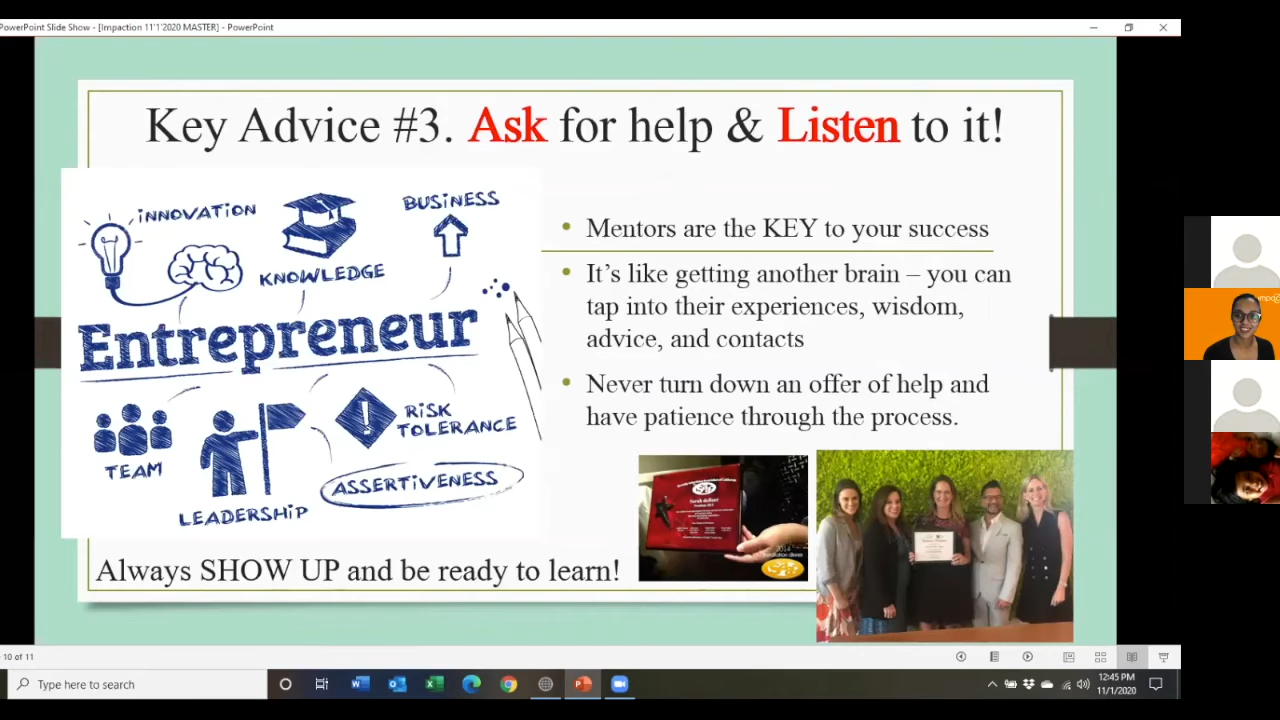 PowerPoint Slide Show - [Impaction 11'1'2020 MASTER] - PowerPoint
Key Advice #3. Ask for help & Listen to it!
INNOVATION
KNOWLEDGE
BUSINESS
Entrepreneur
TEAM
LEADERSHIP
RISK
TOLERANCE
ASSERTIVENESS
• Mentors are the KEY to your success
• It’s like getting another brain – you can
tap into their experiences, wisdom,
advice, and contacts
• Never turn down an offer of help and
have patience through the process.
2014
Always SHOW UP and be ready to learn!
10 of 11
Type here to search
12:45 PM
11/1/2020